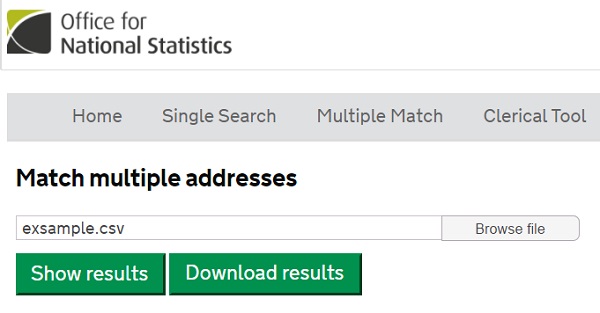 Office for
National Statistics
Home Single Search Multiple Match Clerical Tool
Match multiple addresses
exsample.csv Browse file
Show results Download results